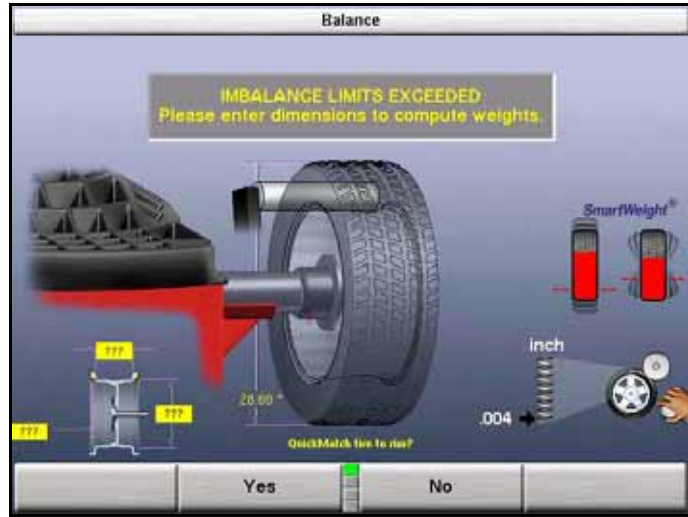 Balance
IMBALANCE LIMITS EXCEEDED
Please enter dimensions to compute weights.
SmartWeight®
???
???
???
28.60 "
inch
.004
QuickMatch tire to rim?
Yes
No